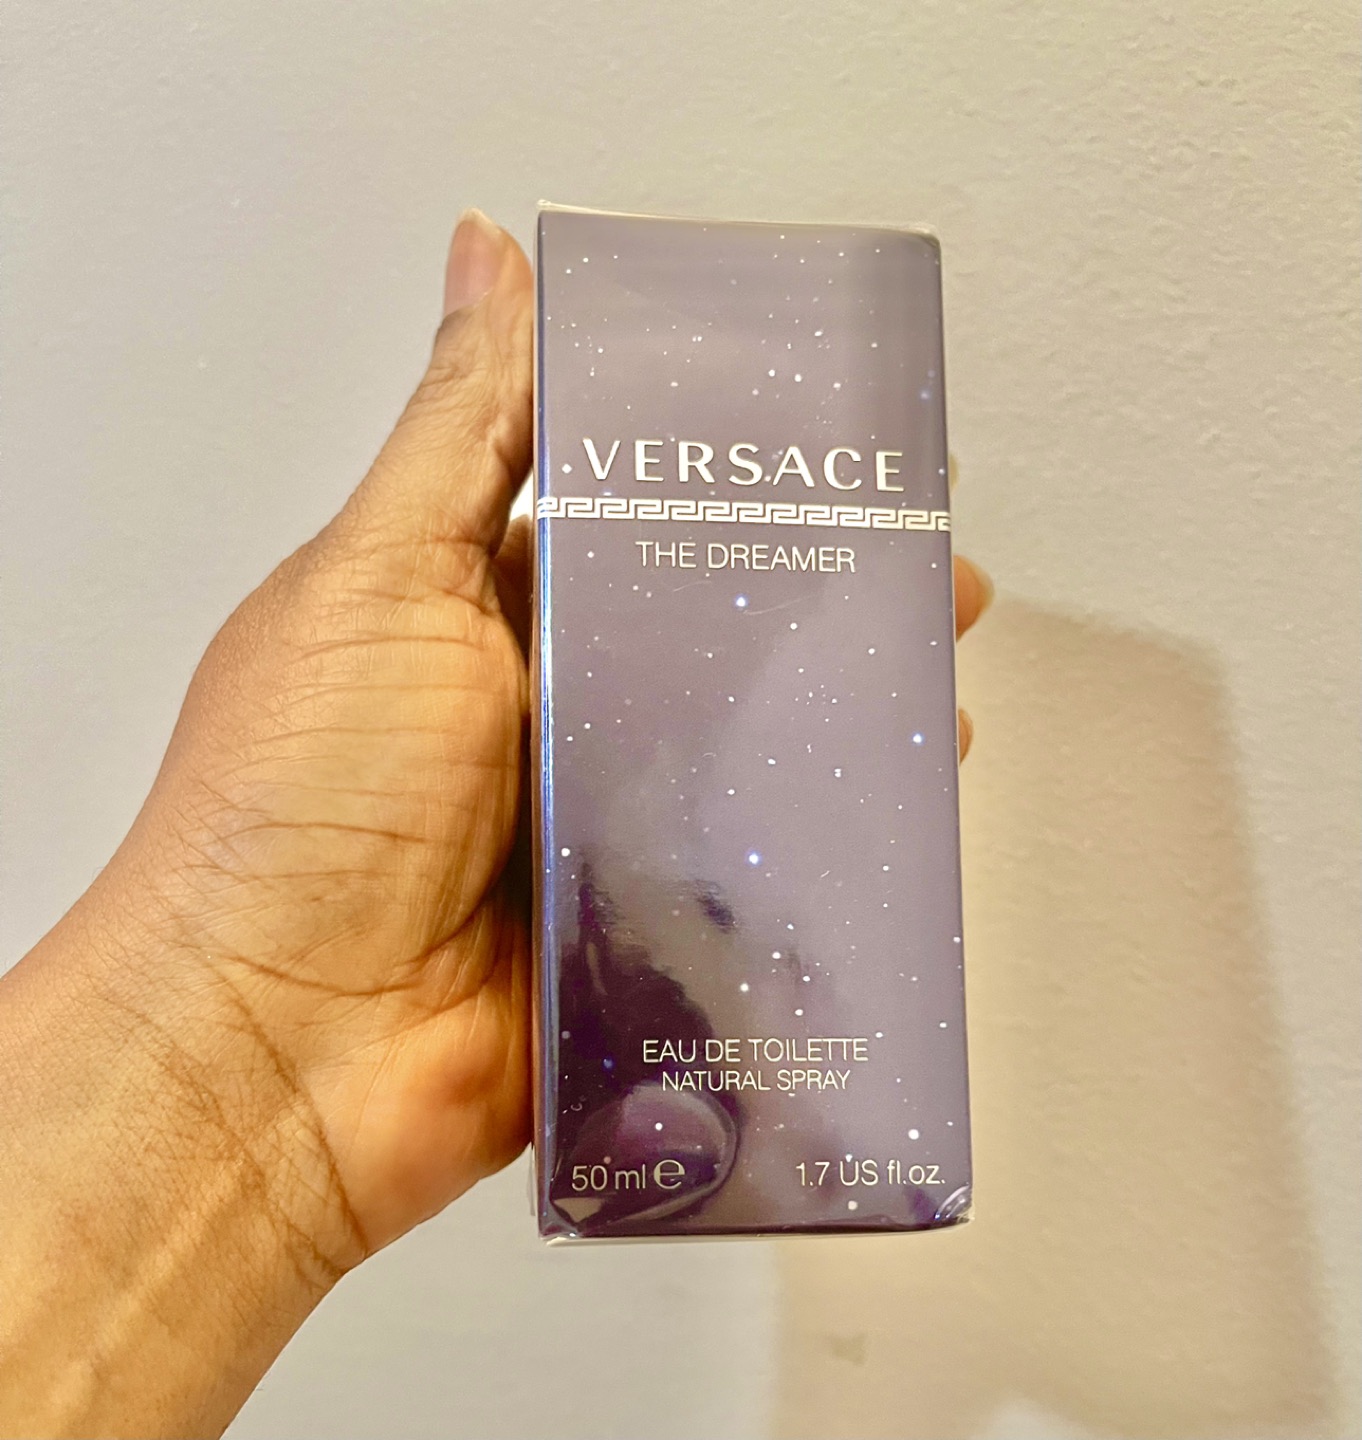 VERSACE
THE DREAMER
EAU DE TOILETTE
NATURAL SPRAY
50 ml ℮ 1.7 US fl.oz.